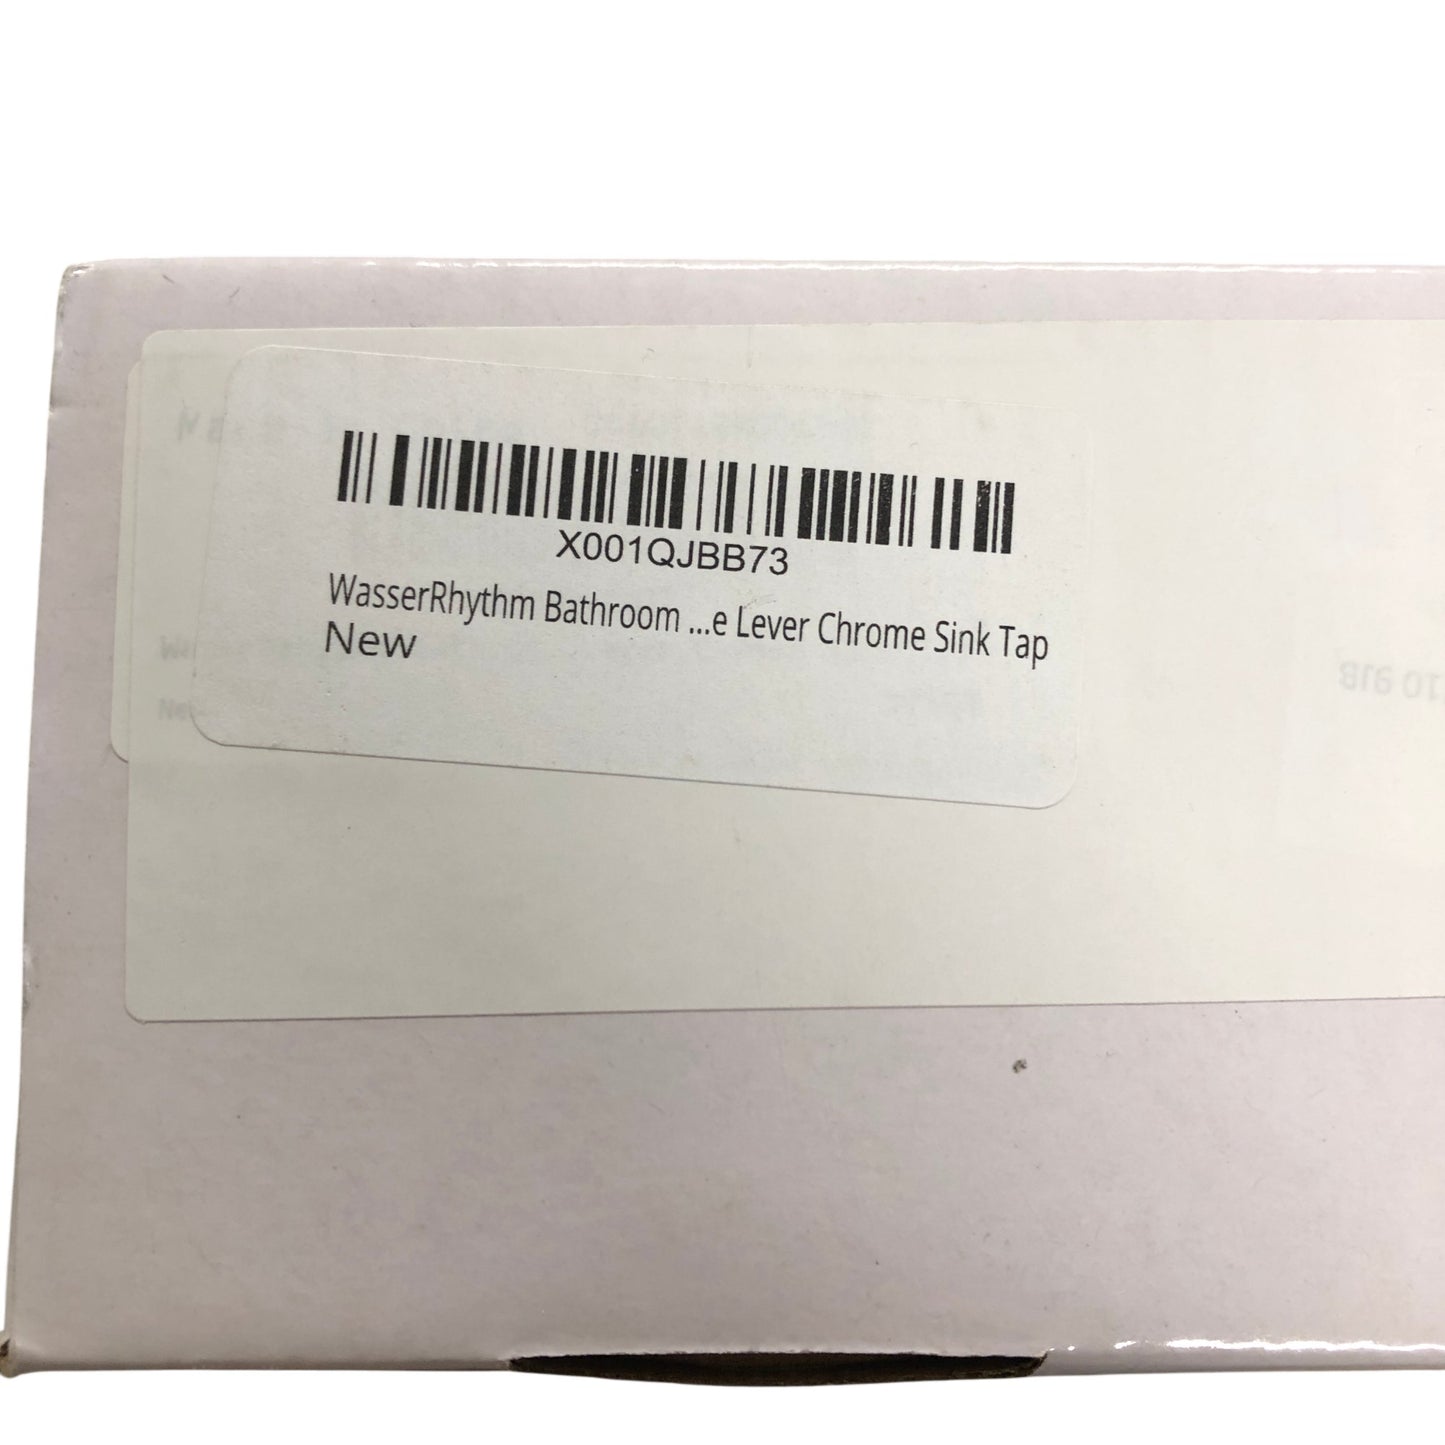 X001QJBB73
WasserRhythm Bathroom ...e Lever Chrome Sink Tap
New